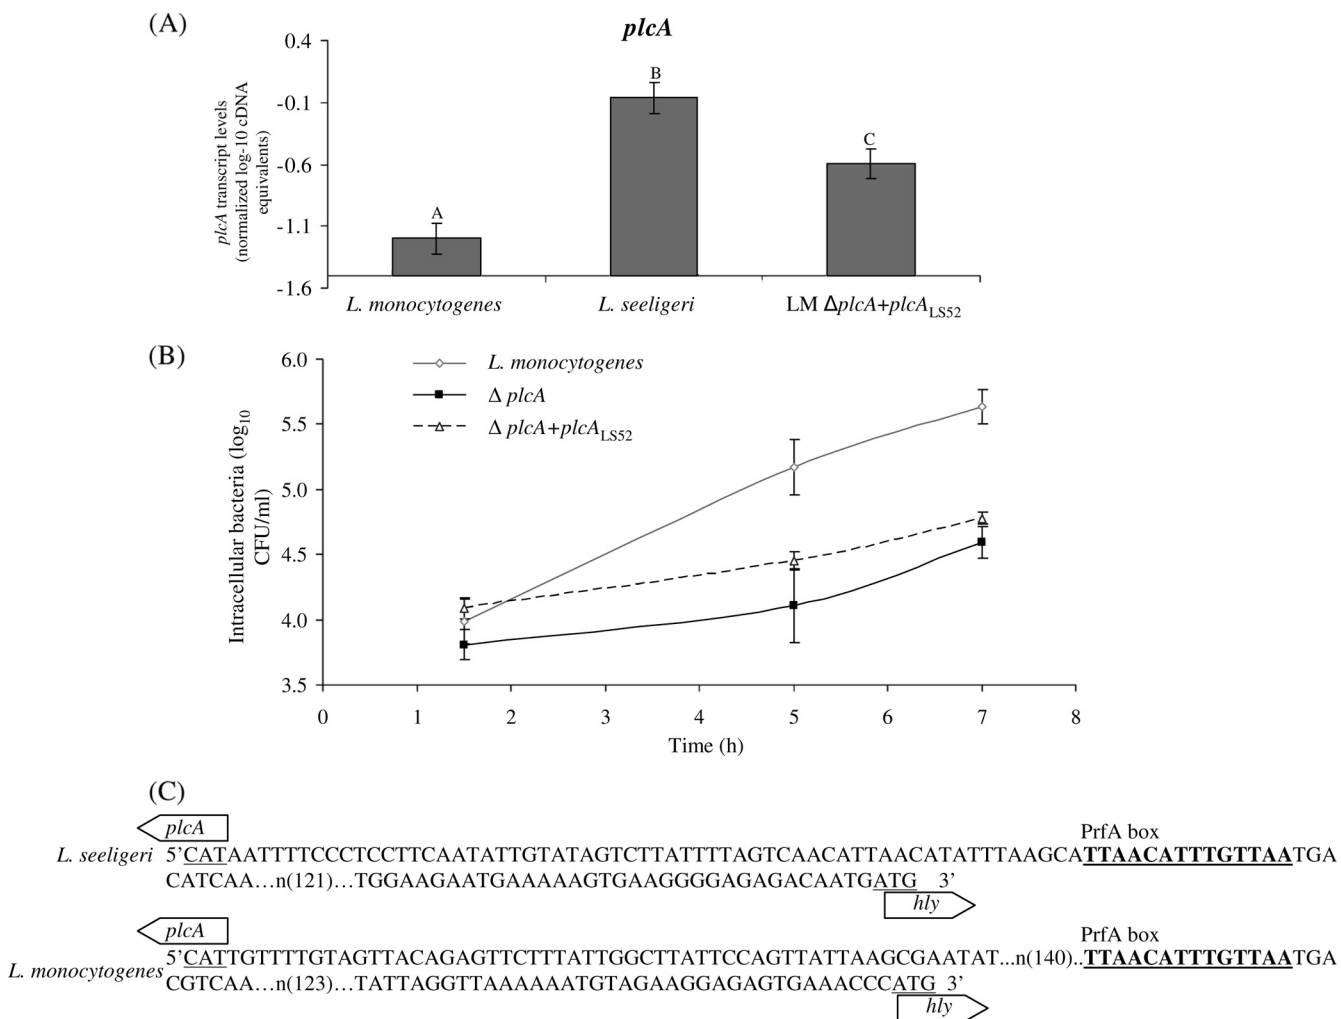 (A)
plcA
plcA transcript levels
(normalized log-10 cDNA
equivalents)
0.4
-0.1
-0.6
-1.1
-1.6
A
B
C
L. monocytogenes
L. seeligeri
LM ΔplcA+plcALS52
(B)
Intracellular bacteria (log10
CFU/ml)
6.0
5.5
5.0
4.5
4.0
3.5
L. monocytogenes
Δ plcA
Δ plcA+plcALS52
0 1 2 3 4 5 6 7 8
Time (h)
(C)
plcA
PrfA box
L. seeligeri 5’CATAATTTTCCCTCCTTCAATATTGTATAGTCTTATTTTAGTCAACATTAACATATTTAAGCATTAACATTTGTTAATGA
CATCAA…n(121)…TGGAAGAATGAAAAAGTGAAGGGGAGAGACAATGATG 3’
hly
plcA
PrfA box
L. monocytogenes 5’CATTGTTTTGTAGTTACAGAGTTCTTTATTGGCTTATTCCAGTTATTAAGCGAATAT...n(140)..TTAACATTTGTTAATGA
CGTCAA…n(123)…TATTAGGTTAAAAAATGTAGAAGGAGAGTGAAACCCATG 3’
hly